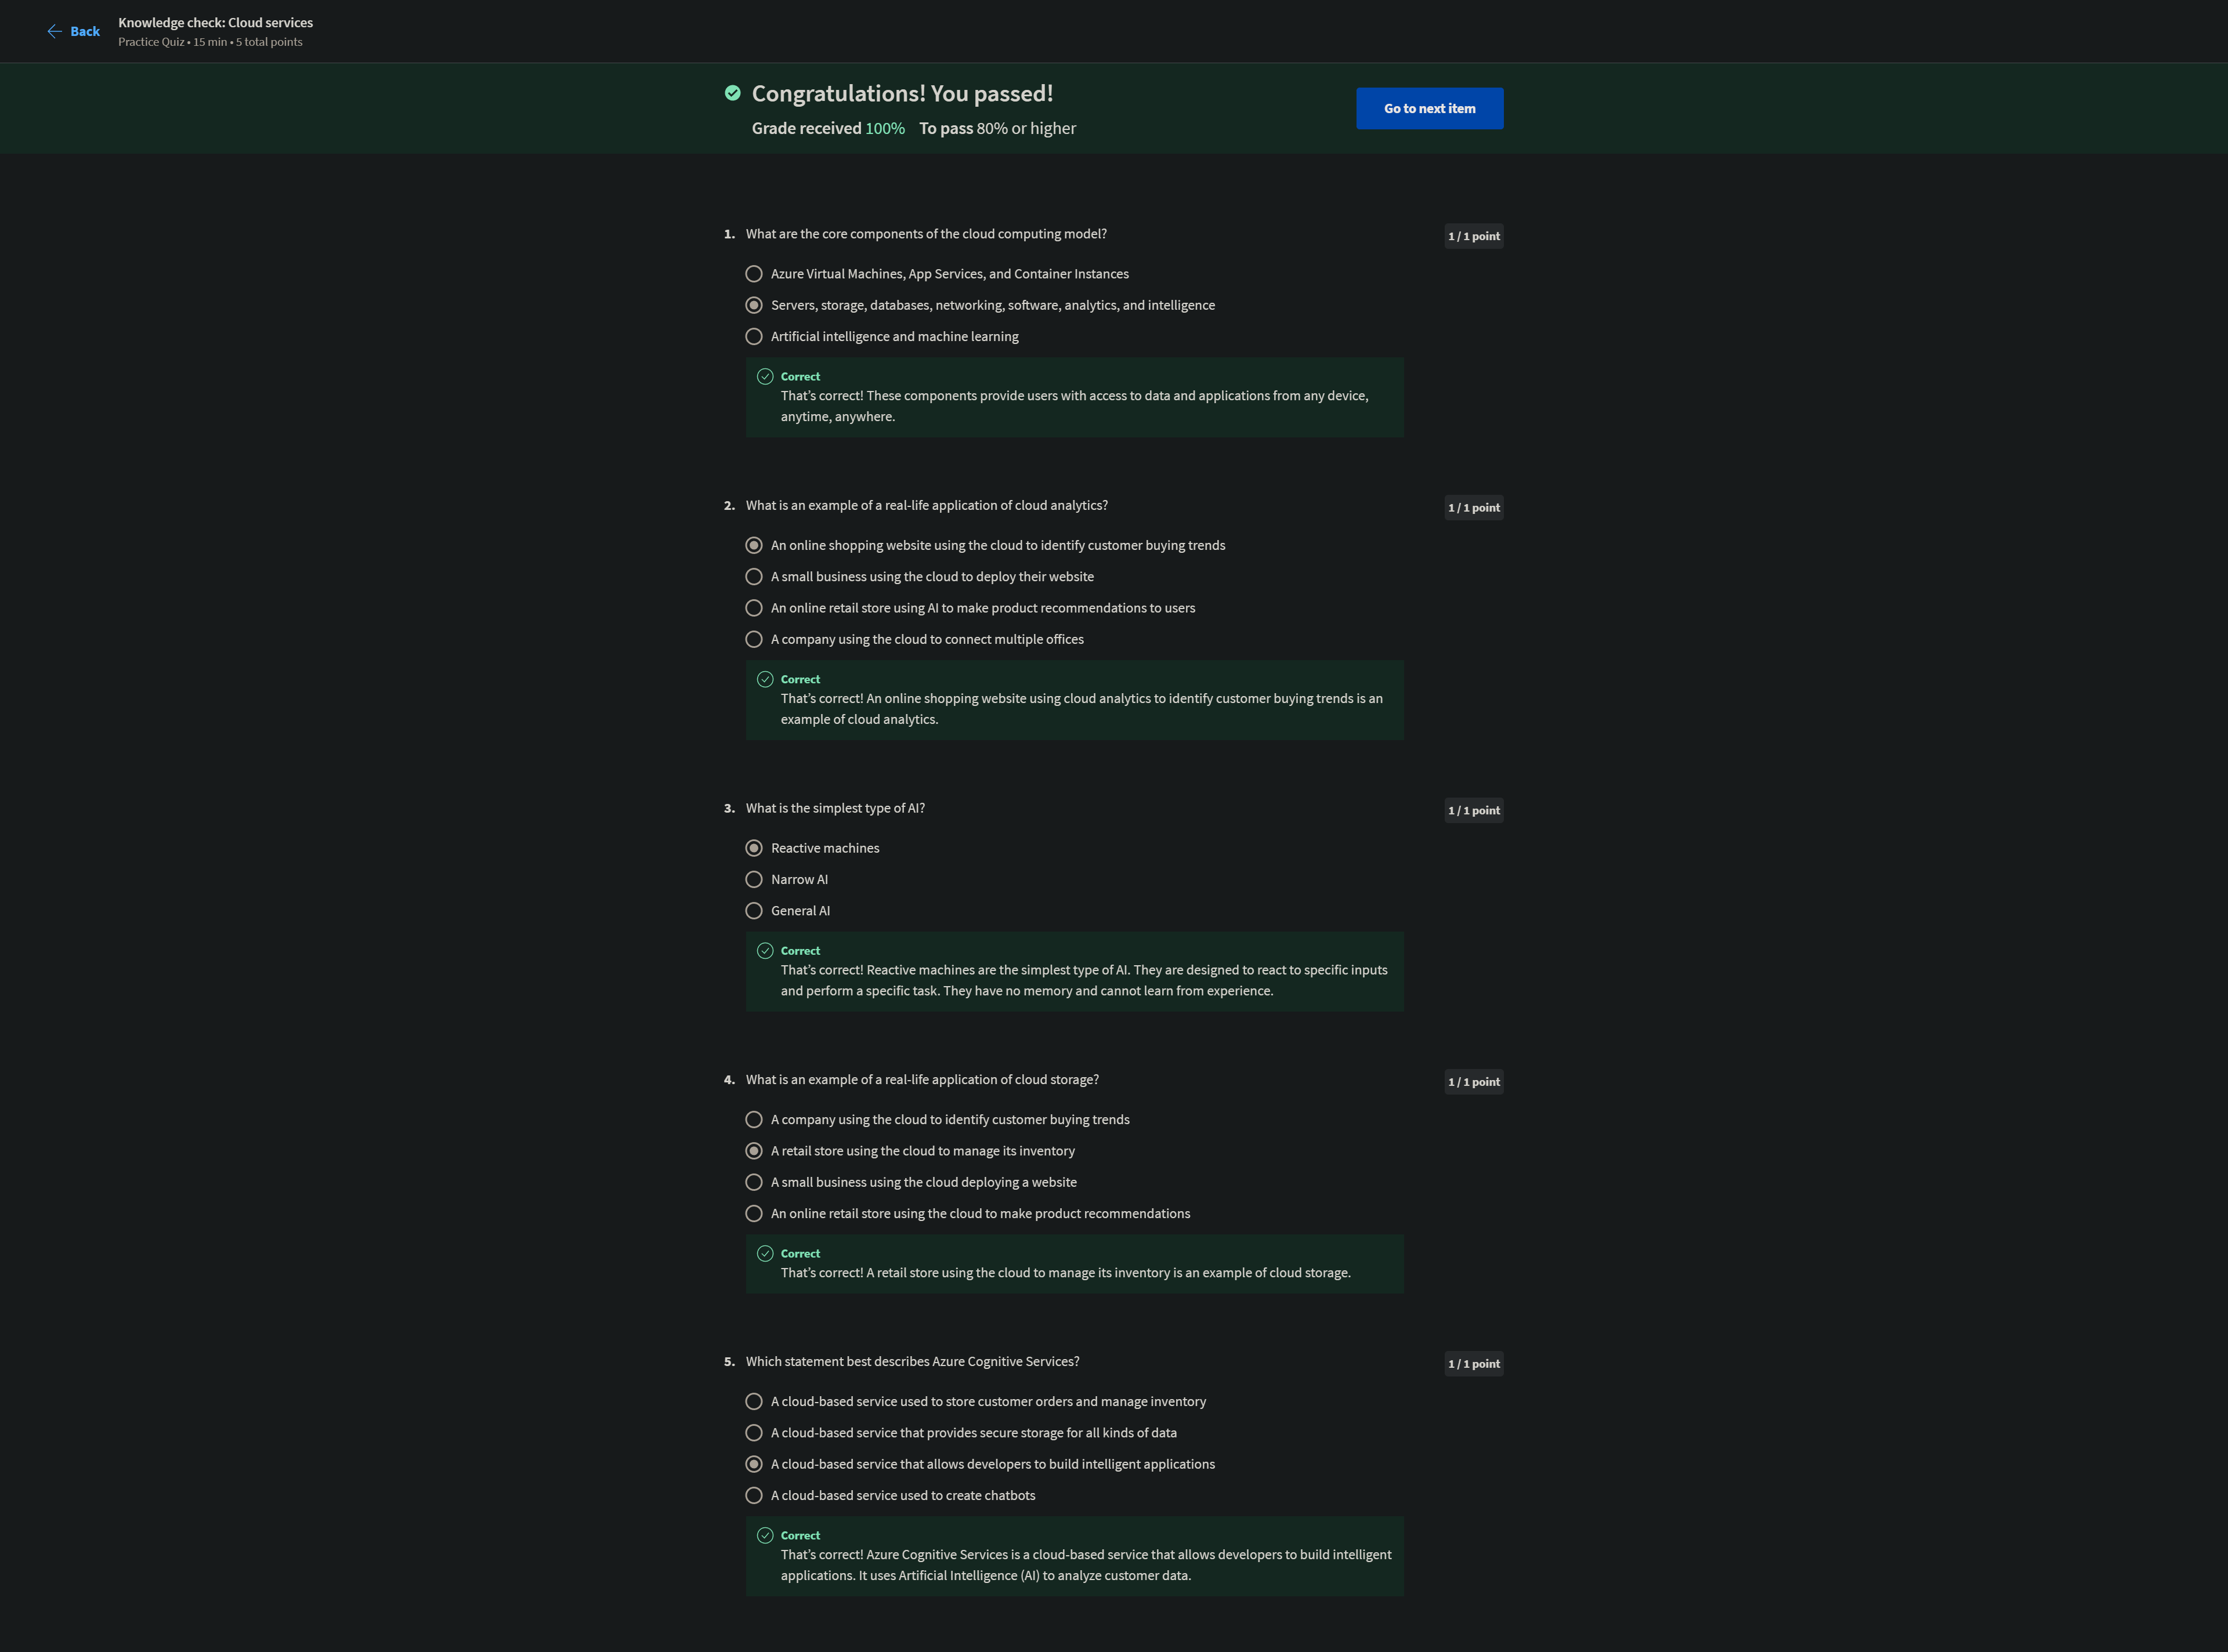 Back
Knowledge check: Cloud services
Practice Quiz • 15 min • 5 total points
Congratulations! You passed!
Grade received 100% To pass 80% or higher
Go to next item
1. What are the core components of the cloud computing model?
1 / 1 point
Azure Virtual Machines, App Services, and Container Instances
Servers, storage, databases, networking, software, analytics, and intelligence
Artificial intelligence and machine learning
Correct
That’s correct! These components provide users with access to data and applications from any device,
anytime, anywhere.
2. What is an example of a real-life application of cloud analytics?
1 / 1 point
An online shopping website using the cloud to identify customer buying trends
A small business using the cloud to deploy their website
An online retail store using AI to make product recommendations to users
A company using the cloud to connect multiple offices
Correct
That’s correct! An online shopping website using cloud analytics to identify customer buying trends is an
example of cloud analytics.
3. What is the simplest type of AI?
1 / 1 point
Reactive machines
Narrow AI
General AI
Correct
That’s correct! Reactive machines are the simplest type of AI. They are designed to react to specific inputs
and perform a specific task. They have no memory and cannot learn from experience.
4. What is an example of a real-life application of cloud storage?
1 / 1 point
A company using the cloud to identify customer buying trends
A retail store using the cloud to manage its inventory
A small business using the cloud deploying a website
An online retail store using the cloud to make product recommendations
Correct
That’s correct! A retail store using the cloud to manage its inventory is an example of cloud storage.
5. Which statement best describes Azure Cognitive Services?
1 / 1 point
A cloud-based service used to store customer orders and manage inventory
A cloud-based service that provides secure storage for all kinds of data
A cloud-based service that allows developers to build intelligent applications
A cloud-based service used to create chatbots
Correct
That’s correct! Azure Cognitive Services is a cloud-based service that allows developers to build intelligent
applications. It uses Artificial Intelligence (AI) to analyze customer data.